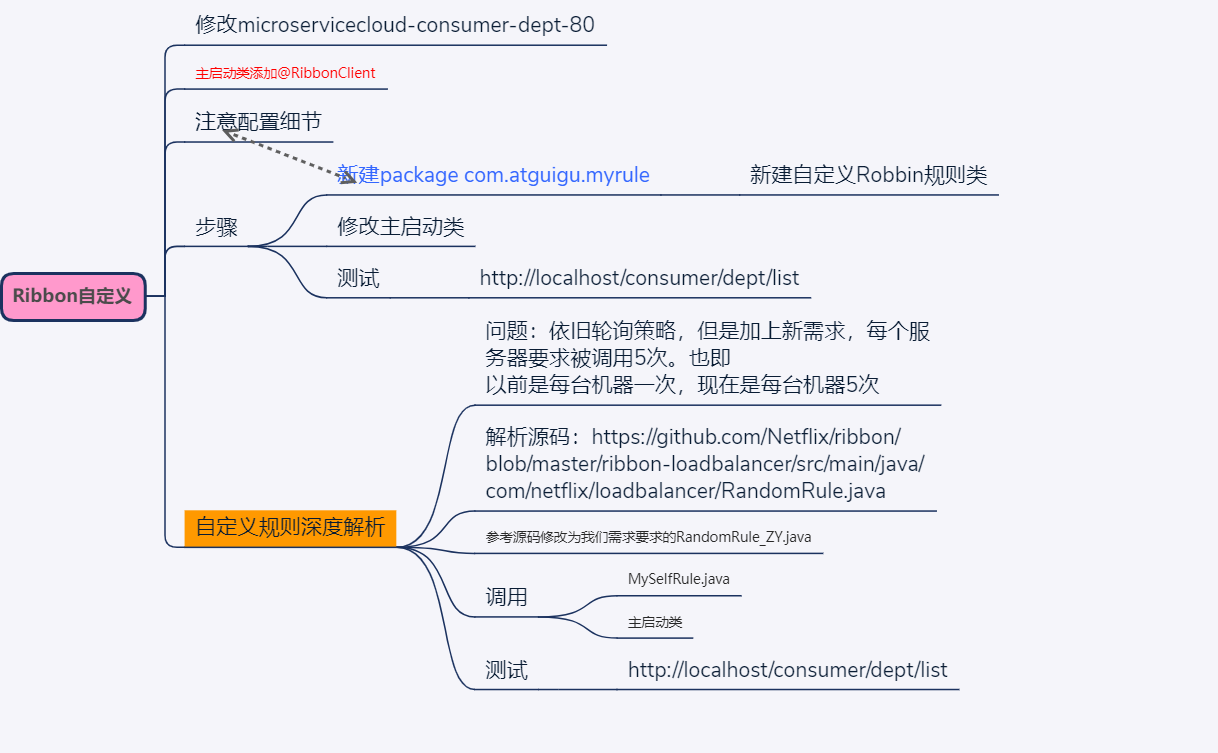 修改microservicecloud-consumer-dept-80
主启动类添加@RibbonClient
注意配置细节
新建package com.atguigu.myrule
新建自定义Robbin规则类
步骤
修改主启动类
测试
http://localhost/consumer/dept/list
Ribbon自定义
问题：依旧轮询策略，但是加上新需求，每个服
务器要求被调用5次。也即
以前是每台机器一次，现在是每台机器5次
解析源码：https://github.com/Netflix/ribbon/
blob/master/ribbon-loadbalancer/src/main/java/
com/netflix/loadbalancer/RandomRule.java
自定义规则深度解析
参考源码修改为我们需求要求的RandomRule_ZY.java
调用
MySelfRule.java
主启动类
测试
http://localhost/consumer/dept/list